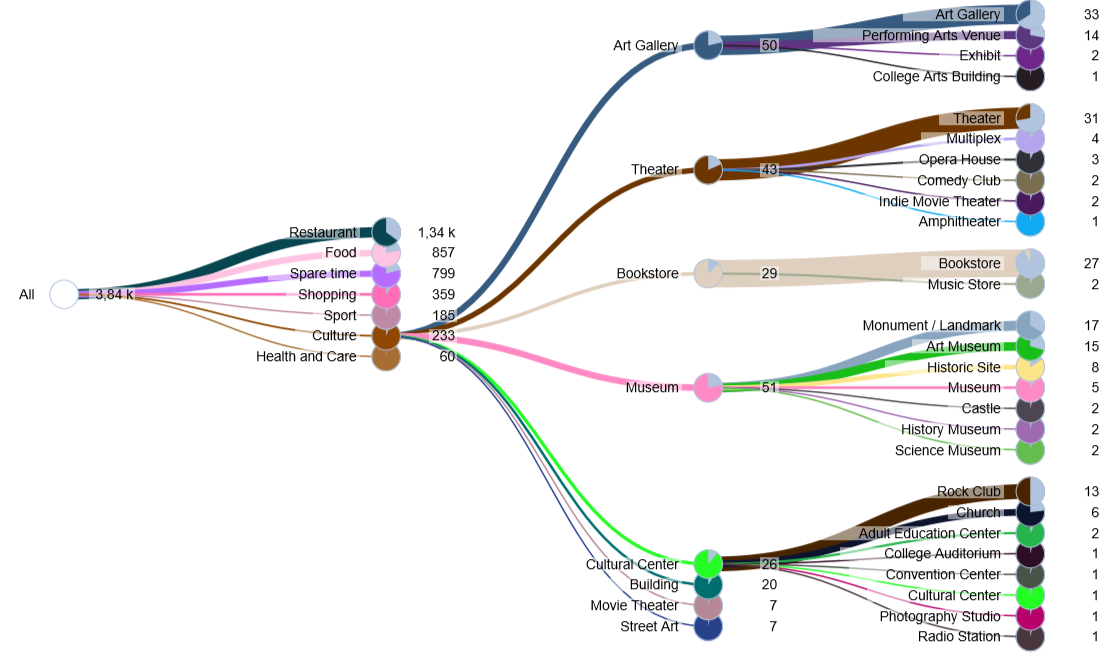 All 3,84 k
Restaurant 1,34 k
Food 857
Spare time 799
Shopping 359
Sport 185
Culture 233
Health and Care 60
Art Gallery 50
Art Gallery 33
Performing Arts Venue 14
Exhibit 2
College Arts Building 1
Theater 43
Theater 31
Multiplex 4
Opera House 3
Comedy Club 2
Indie Movie Theater 2
Amphitheater 1
Bookstore 29
Bookstore 27
Music Store 2
Museum 51
Monument / Landmark 17
Art Museum 15
Historic Site 8
Museum 5
Castle 2
History Museum 2
Science Museum 2
Cultural Center 26
Rock Club 13
Church 6
Adult Education Center 2
College Auditorium 1
Convention Center 1
Cultural Center 1
Photography Studio 1
Radio Station 1
Building 20
Movie Theater 7
Street Art 7